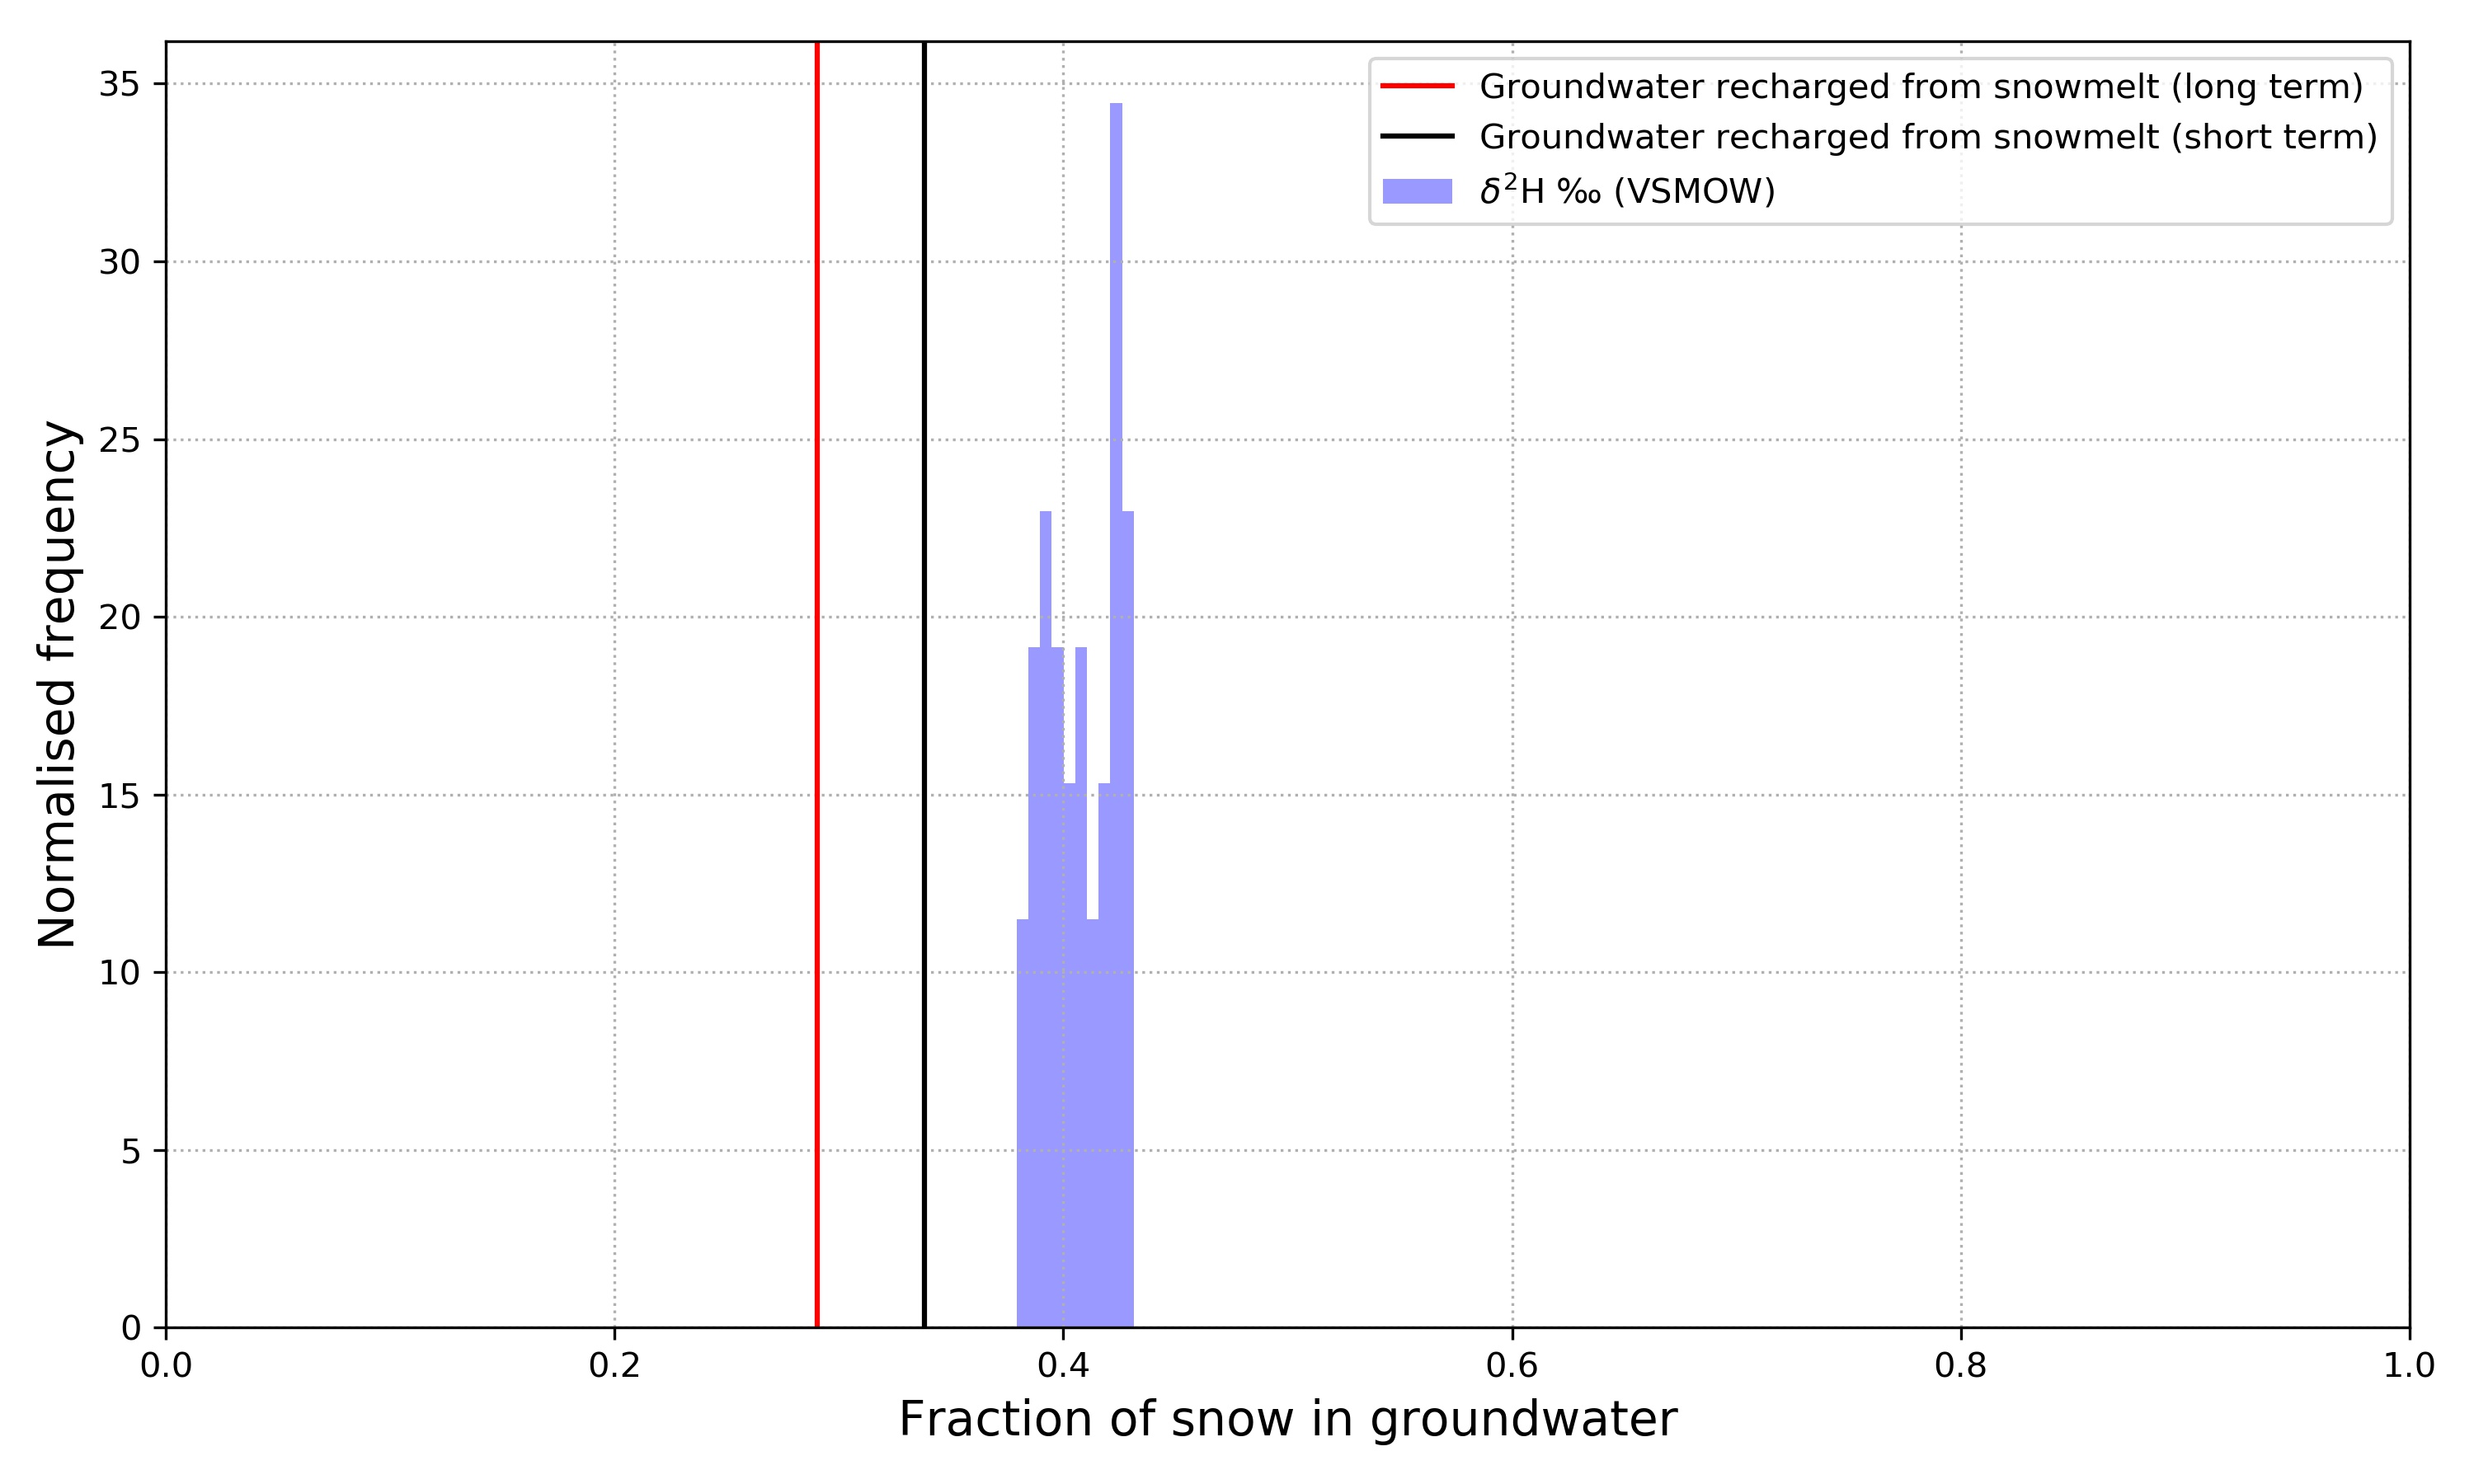 Groundwater recharged from snowmelt (long term)
Groundwater recharged from snowmelt (short term)
δ²H ‰ (VSMOW)
Normalised frequency
35
30
25
20
15
10
5
0
0.0 0.2 0.4 0.6 0.8 1.0
Fraction of snow in groundwater